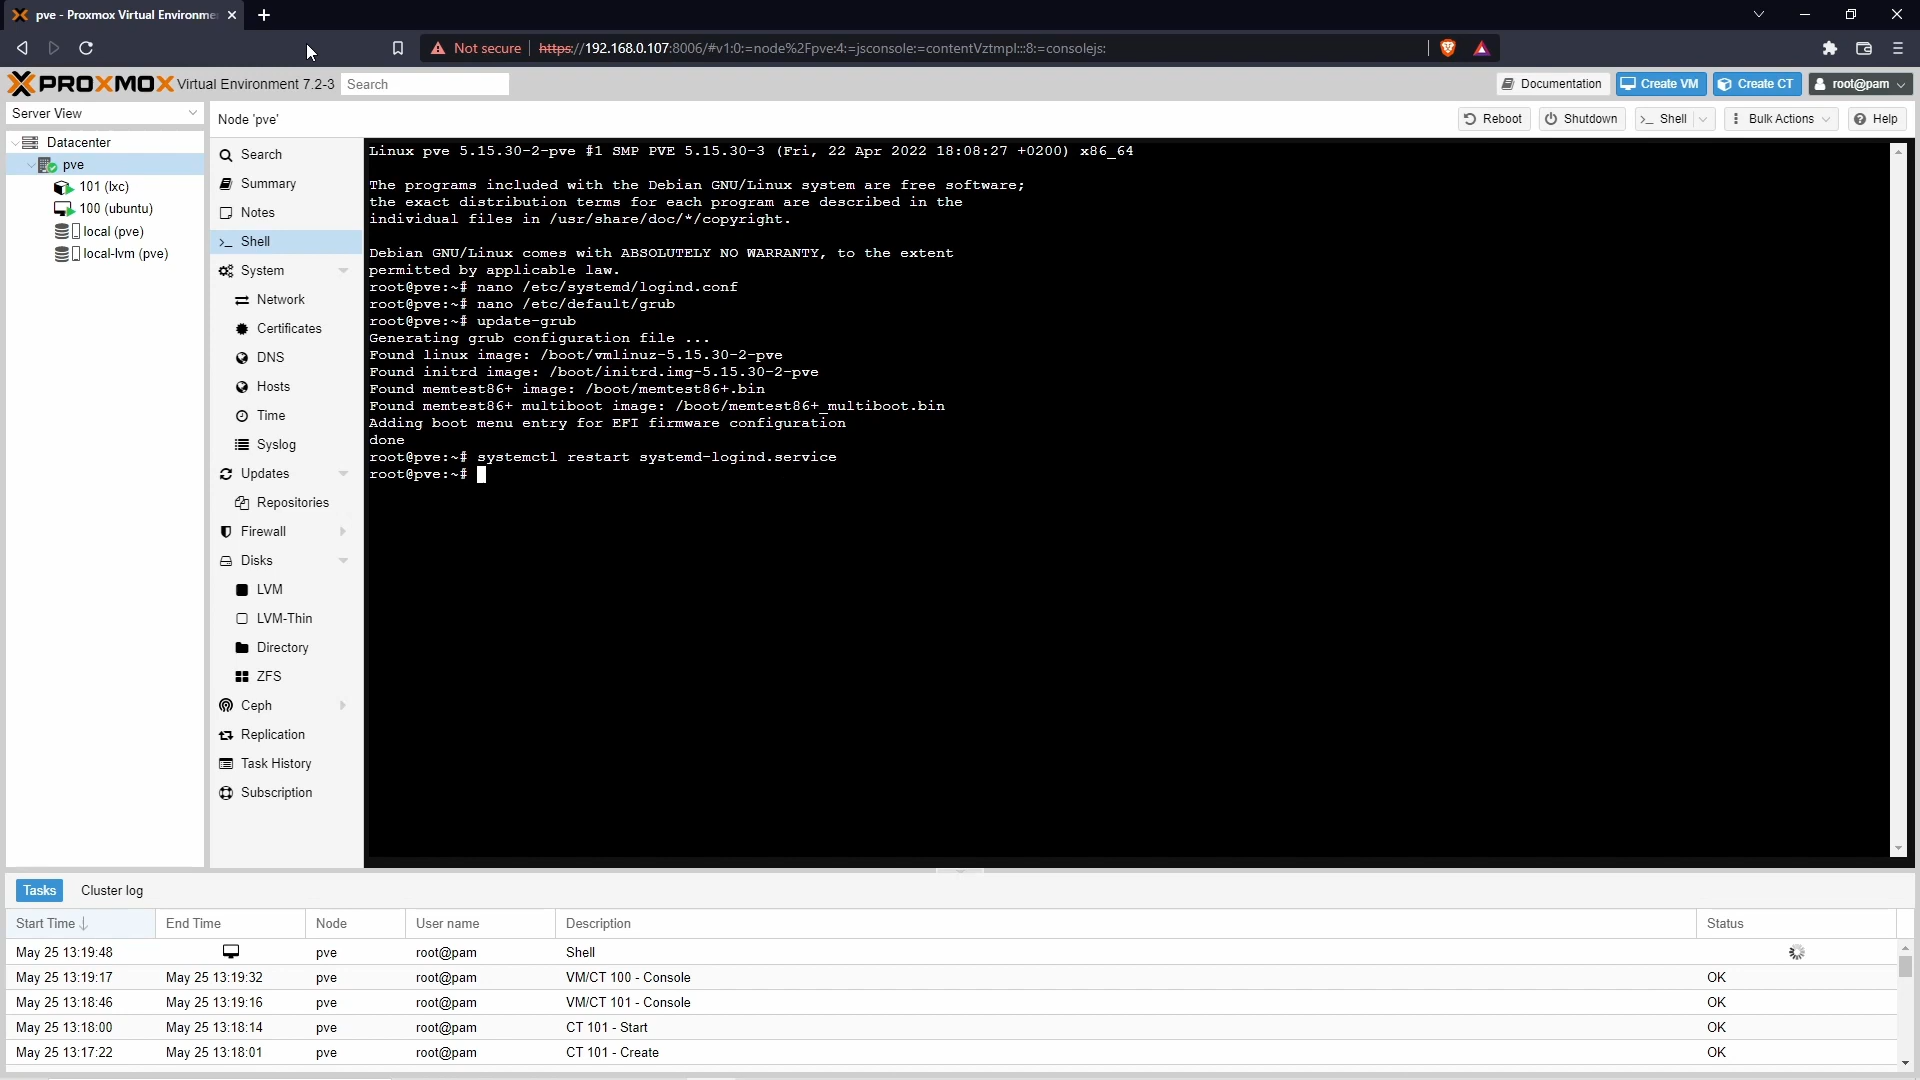 pve - Proxmox Virtual Environme
Not secure
https://192.168.0.107:8006/#v1:0:=node%2Fpve:4:=jsconsole:=contentVztmpl:::8:=consolejs:
PROXMOX Virtual Environment 7.2-3
Search
Documentation
Create VM
Create CT
root@pam
Server View
Node 'pve'
Reboot
Shutdown
Shell
Bulk Actions
Help
Datacenter
pve
101 (lxc)
100 (ubuntu)
local (pve)
local-lvm (pve)
Search
Summary
Notes
Shell
System
Network
Certificates
DNS
Hosts
Time
Syslog
Updates
Repositories
Firewall
Disks
LVM
LVM-Thin
Directory
ZFS
Ceph
Replication
Task History
Subscription
Linux pve 5.15.30-2-pve #1 SMP PVE 5.15.30-3 (Fri, 22 Apr 2022 18:08:27 +0200) x86_64
The programs included with the Debian GNU/Linux system are free software;
the exact distribution terms for each program are described in the
individual files in /usr/share/doc/*/copyright.
Debian GNU/Linux comes with ABSOLUTELY NO WARRANTY, to the extent
permitted by applicable law.
root@pve:~# nano /etc/systemd/logind.conf
root@pve:~# nano /etc/default/grub
root@pve:~# update-grub
Generating grub configuration file ...
Found linux image: /boot/vmlinuz-5.15.30-2-pve
Found initrd image: /boot/initrd.img-5.15.30-2-pve
Found memtest86+ image: /boot/memtest86+.bin
Found memtest86+ multiboot image: /boot/memtest86+_multiboot.bin
Adding boot menu entry for EFI firmware configuration
done
root@pve:~# systemctl restart systemd-logind.service
root@pve:~#
Tasks
Cluster log
Start Time End Time Node User name Description Status
May 25 13:19:48 pve root@pam Shell
May 25 13:19:17 May 25 13:19:32 pve root@pam VM/CT 100 - Console OK
May 25 13:18:46 May 25 13:19:16 pve root@pam VM/CT 101 - Console OK
May 25 13:18:00 May 25 13:18:14 pve root@pam CT 101 - Start OK
May 25 13:17:22 May 25 13:18:01 pve root@pam CT 101 - Create OK